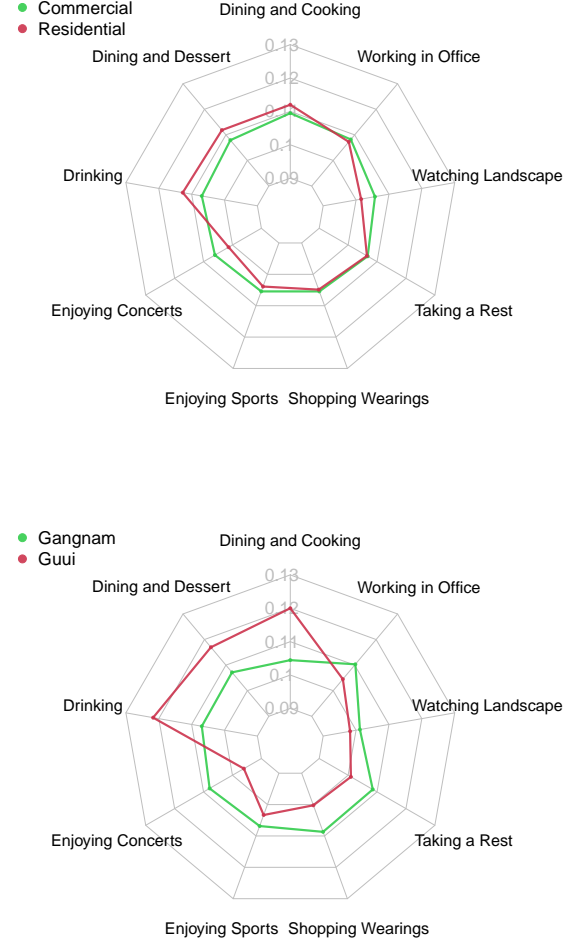 Commercial
Residential
Dining and Cooking
Dining and Dessert
Working in Office
0.13
0.12
0.11
0.1
0.09
Drinking
Watching Landscape
Enjoying Concerts
Taking a Rest
Enjoying Sports
Shopping Wearings
Gangnam
Guui
Dining and Cooking
Dining and Dessert
Working in Office
0.13
0.12
0.11
0.1
0.09
Drinking
Watching Landscape
Enjoying Concerts
Taking a Rest
Enjoying Sports
Shopping Wearings